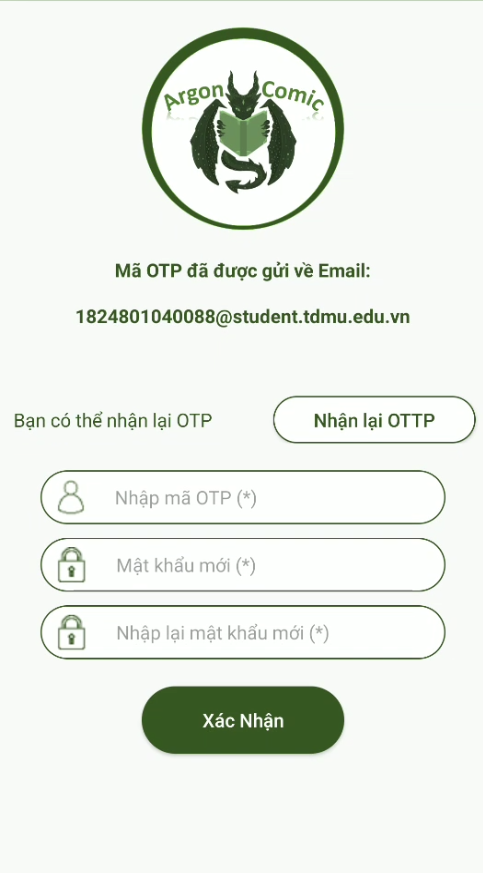 Argon Comic
Mã OTP đã được gửi về Email:
1824801040088@student.tdmu.edu.vn
Bạn có thể nhận lại OTP
Nhận lại OTTP
Nhập mã OTP (*)
Mật khẩu mới (*)
Nhập lại mật khẩu mới (*)
Xác Nhận